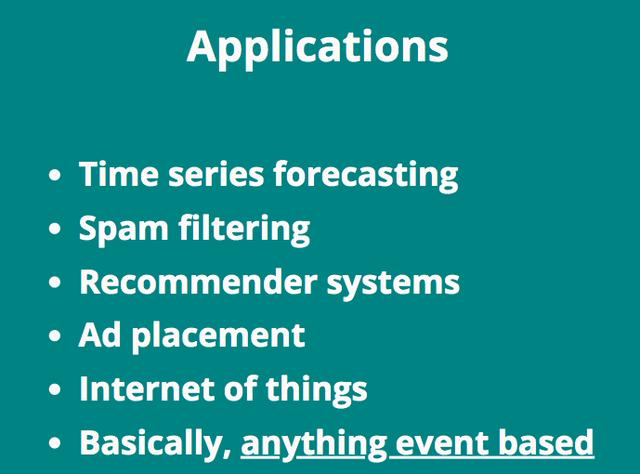 Applications
• Time series forecasting
• Spam filtering
• Recommender systems
• Ad placement
• Internet of things
• Basically, anything event based